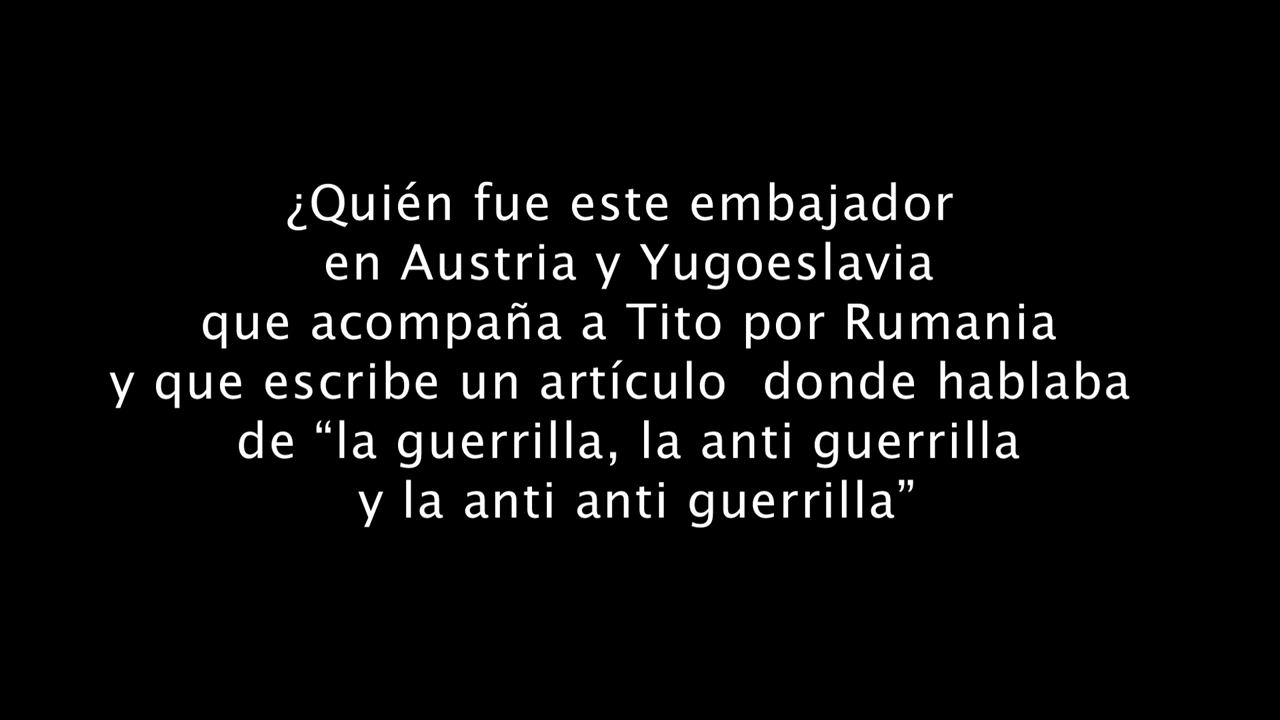 ¿Quién fue este embajador
en Austria y Yugoeslavia
que acompaña a Tito por Rumania
y que escribe un artículo donde hablaba
de “la guerrilla, la anti guerrilla
y la anti anti guerrilla”